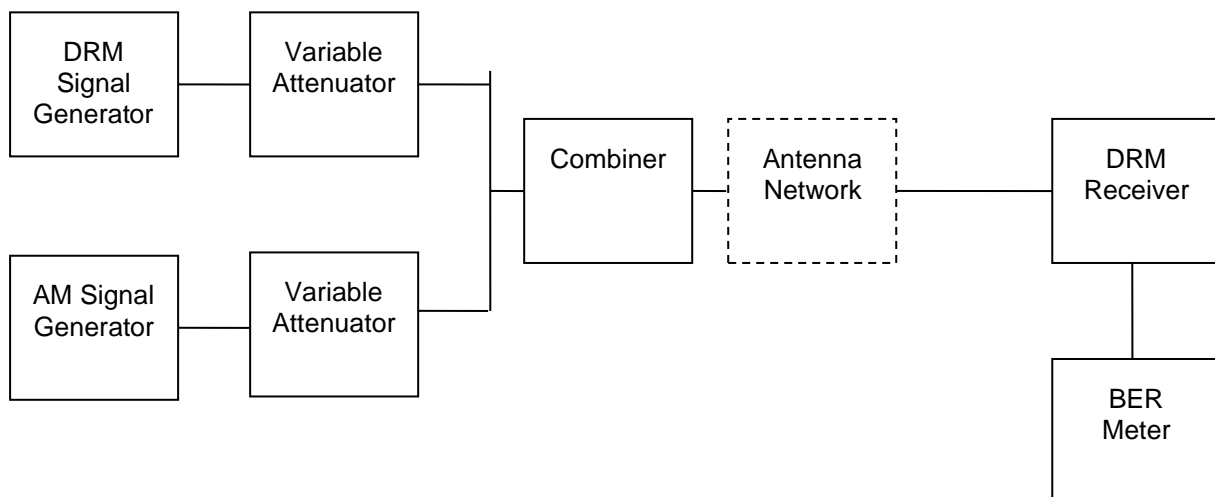 DRM
Signal
Generator
Variable
Attenuator
Combiner
Antenna
Network
DRM
Receiver
AM Signal
Generator
Variable
Attenuator
BER
Meter